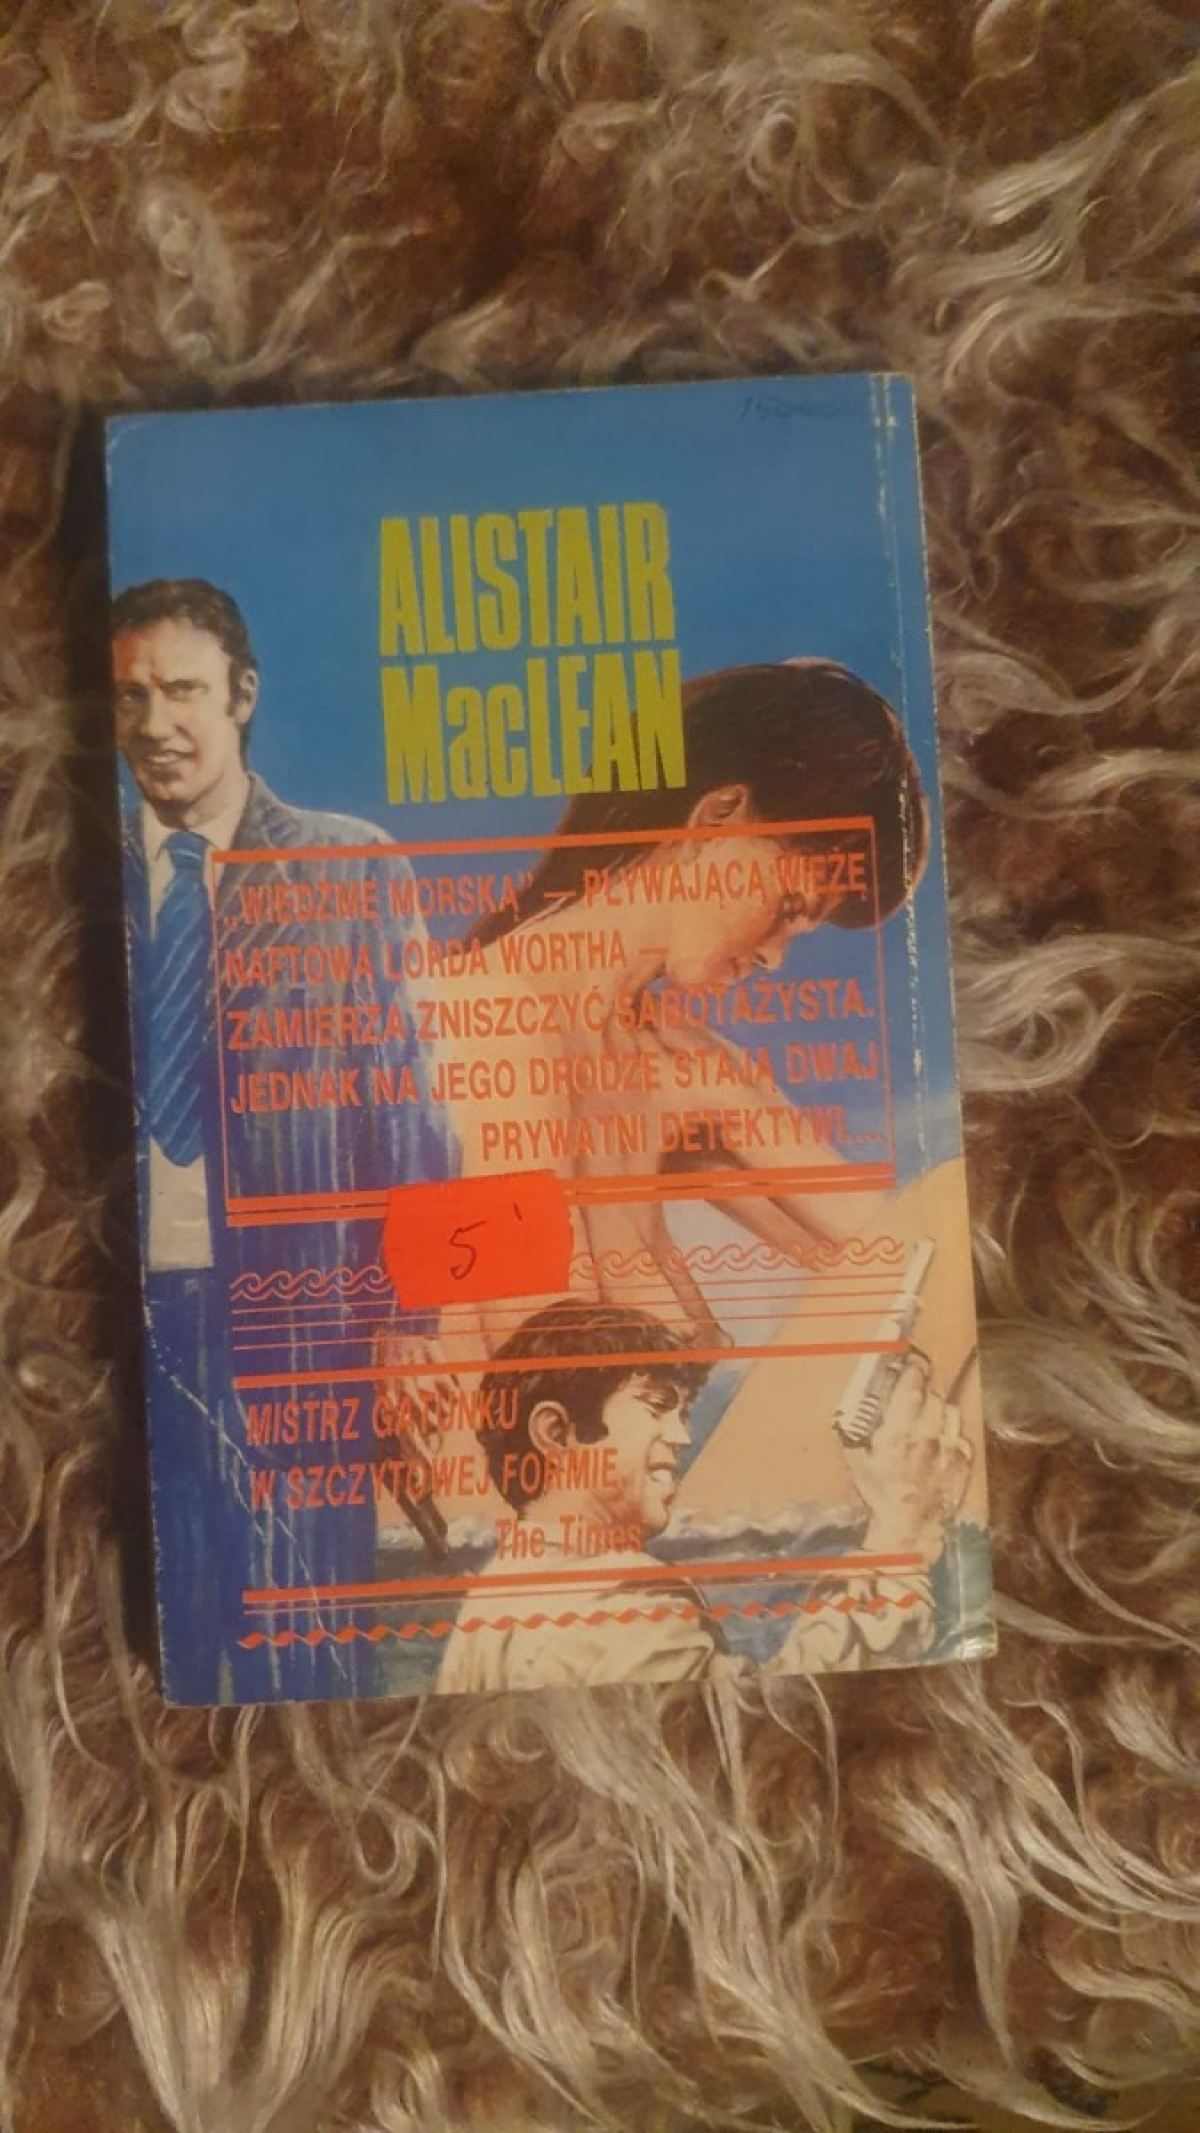 ALISTAIR
MacLEAN
„WIEDŹMĘ MORSKĄ” — PŁYWAJĄCĄ WIEŻĘ
NAFTOWĄ LORDA WORTHA —
ZAMIERZA ZNISZCZYĆ SABOTAŻYSTA.
JEDNAK NA JEGO DRODZE STAJĄ DWAJ
PRYWATNI DETEKTYWI....
5
MISTRZ GATUNKU
W SZCZYTOWEJ FORMIE
The Times